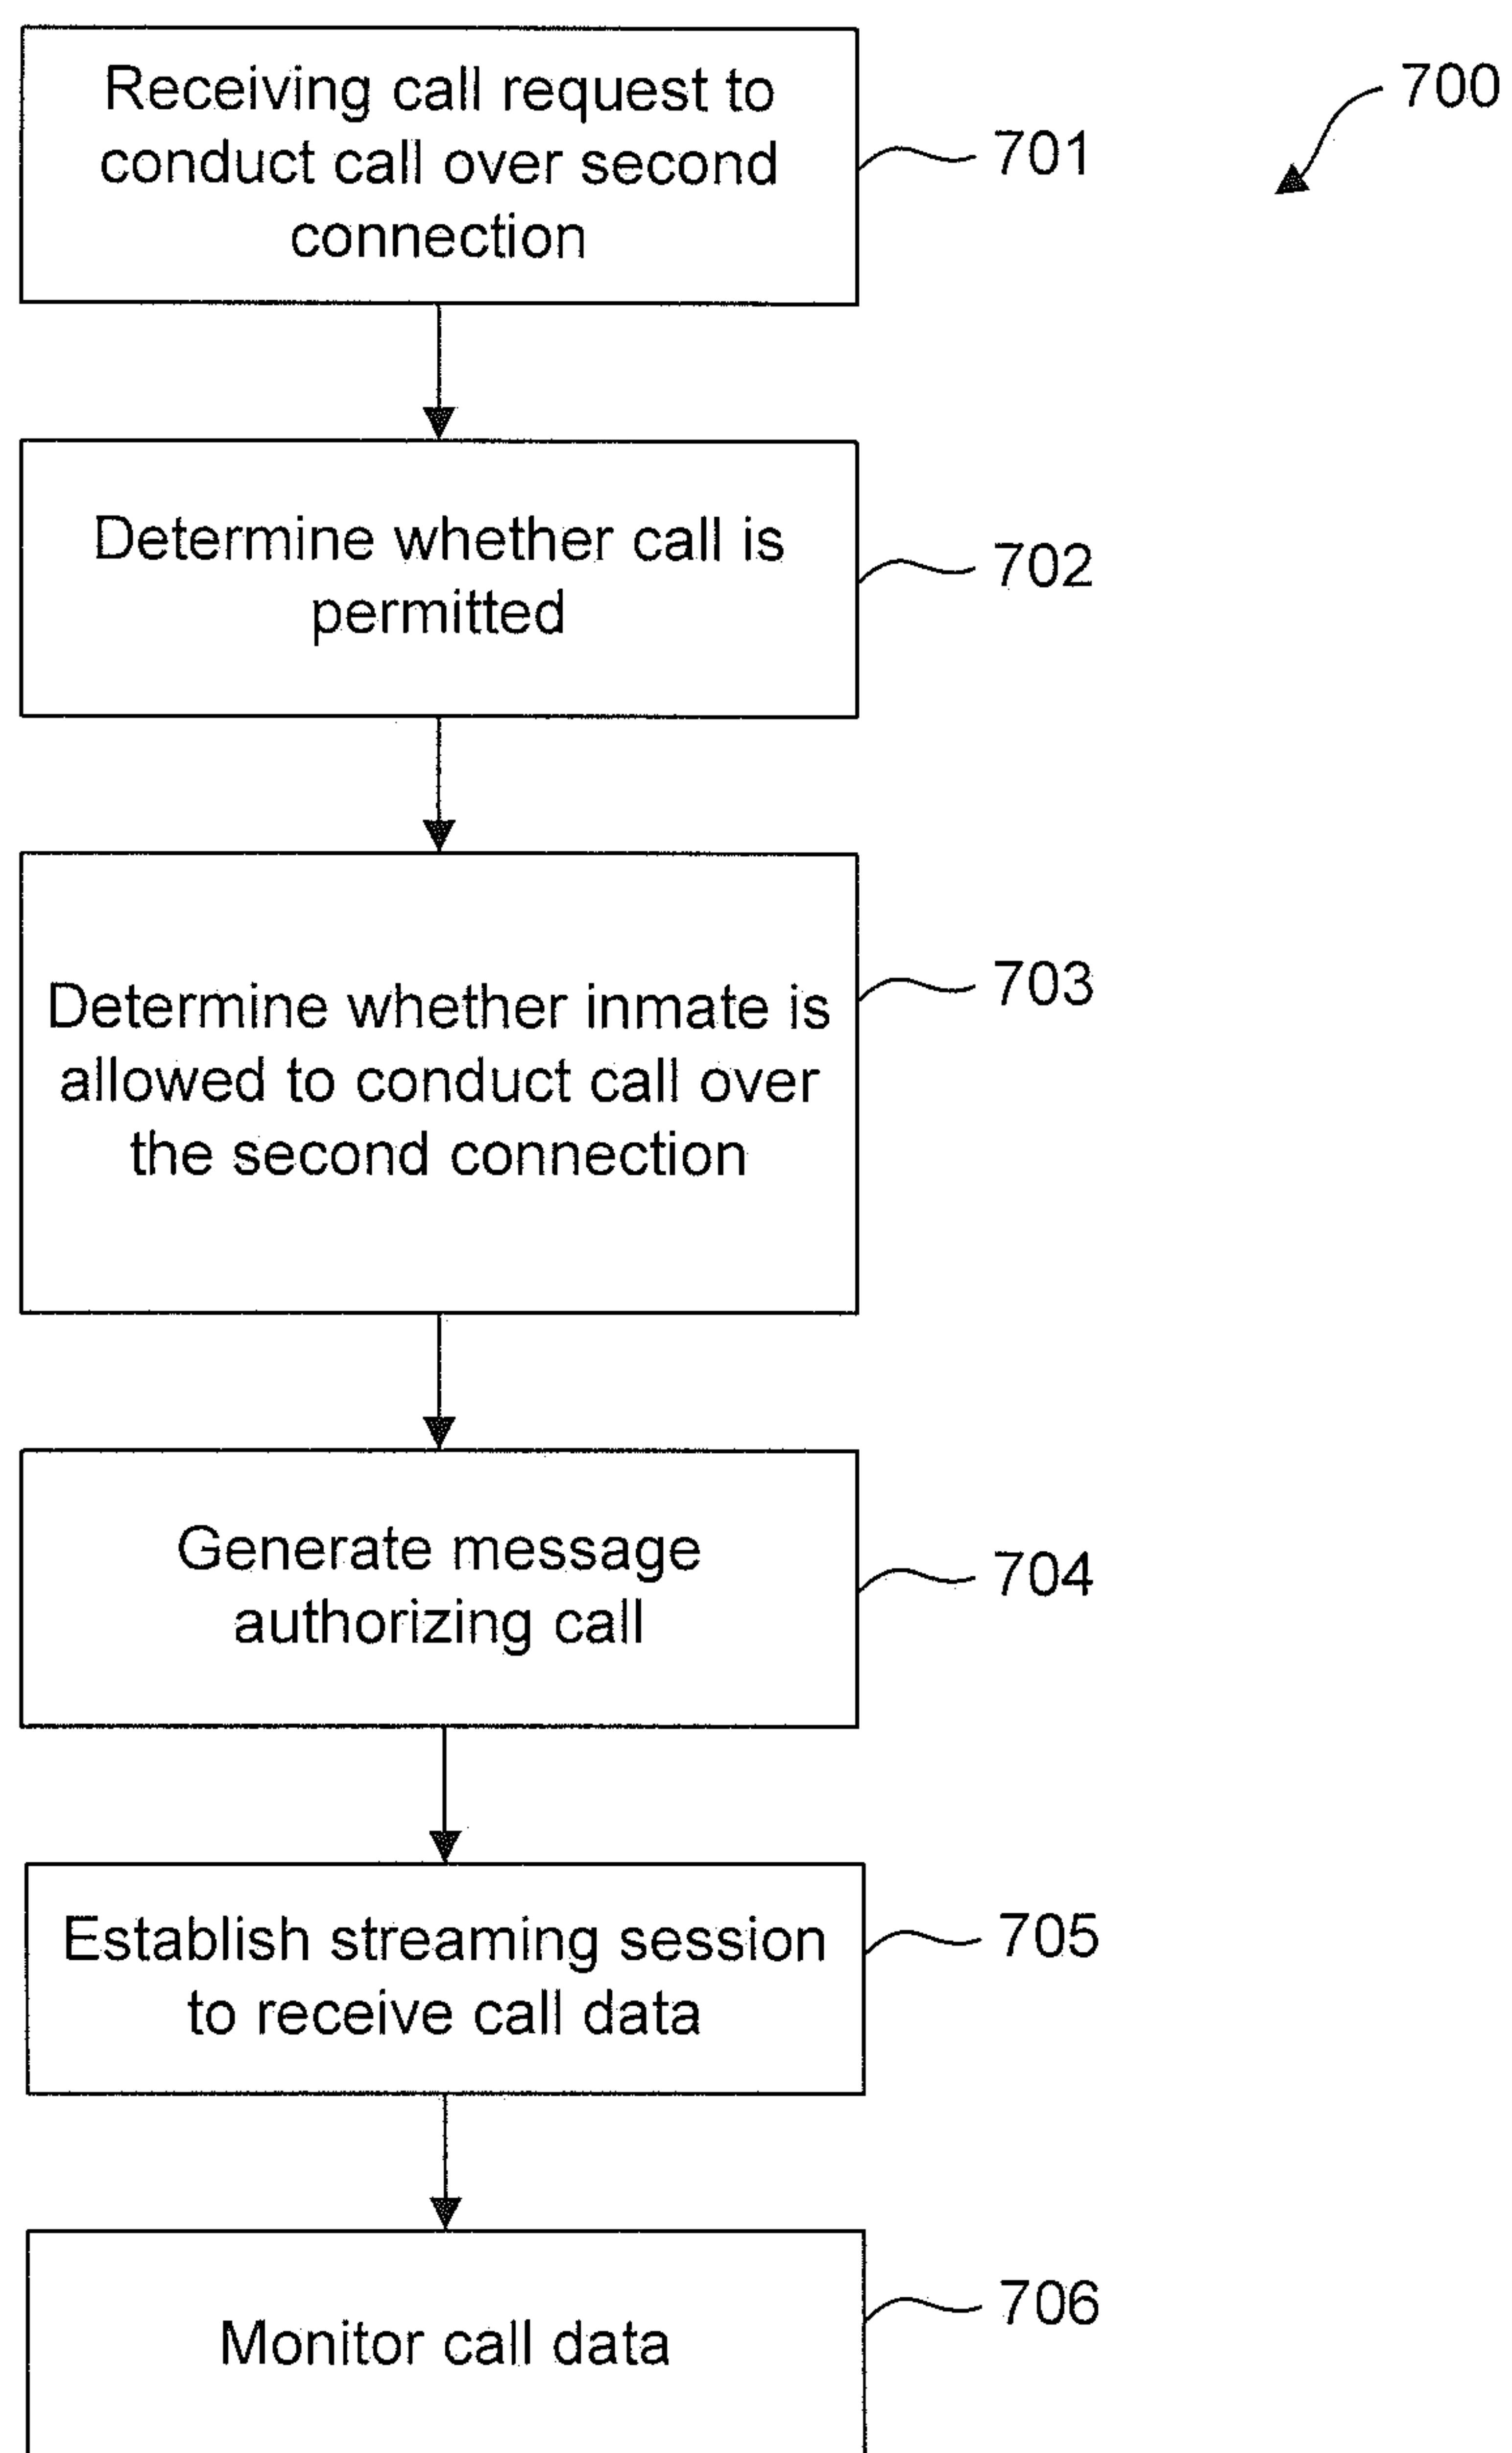 700
Receiving call request to
conduct call over second
connection
701
Determine whether call is
permitted
702
Determine whether inmate is
allowed to conduct call over
the second connection
703
Generate message
authorizing call
704
Establish streaming session
to receive call data
705
Monitor call data
706